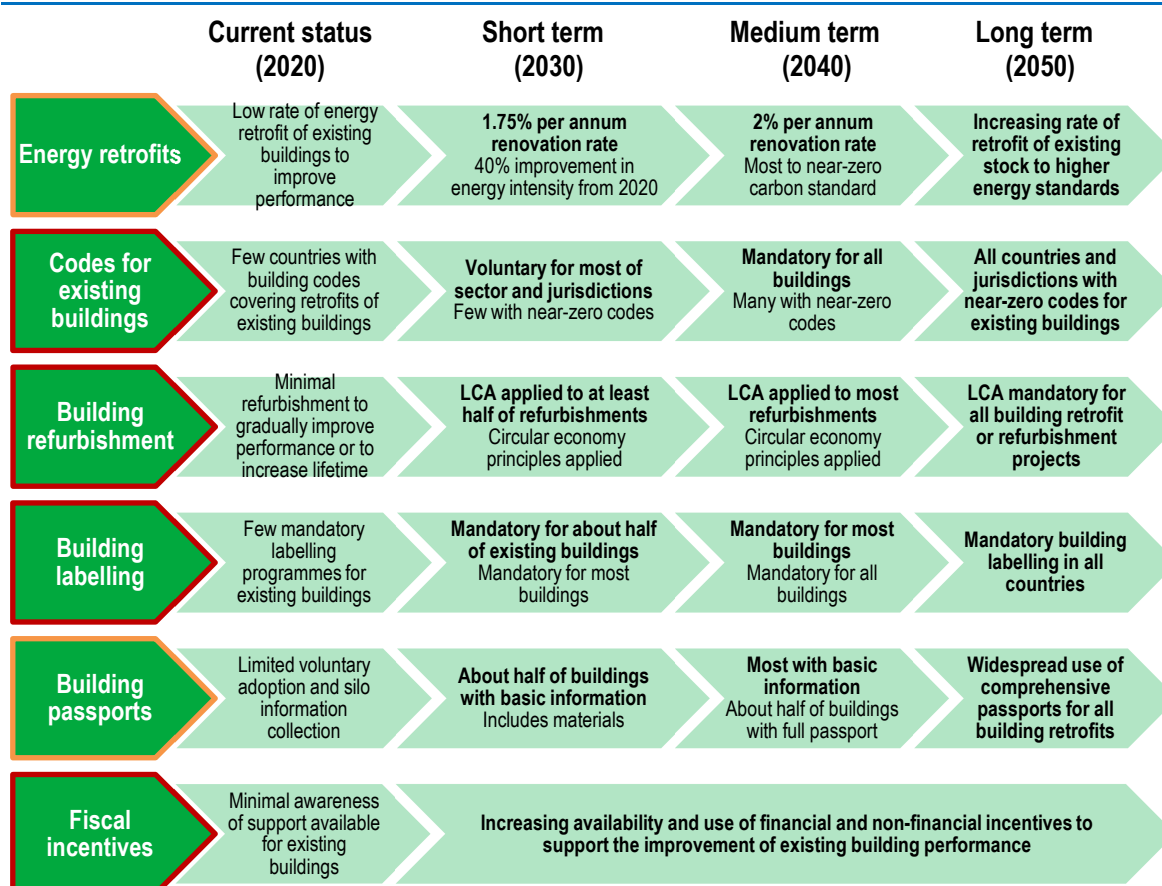 Current status
(2020)
Short term
(2030)
Medium term
(2040)
Long term
(2050)
Energy retrofits
Low rate of energy
retrofit of existing
buildings to
improve
performance
1.75% per annum
renovation rate
40% improvement in
energy intensity from 2020
2% per annum
renovation rate
Most to near-zero
carbon standard
Increasing rate of
retrofit of existing
stock to higher
energy standards
Codes for
existing
buildings
Few countries with
building codes
covering retrofits of
existing buildings
Voluntary for most of
sector and jurisdictions
Few with near-zero codes
Mandatory for all
buildings
Many with near-zero
codes
All countries and
jurisdictions with
near-zero codes for
existing buildings
Building
refurbishment
Minimal
refurbishment to
gradually improve
performance or to
increase lifetime
LCA applied to at least
half of refurbishments
Circular economy
principles applied
LCA applied to most
refurbishments
Circular economy
principles applied
LCA mandatory for
all building retrofit
or refurbishment
projects
Building
labelling
Few mandatory
labelling
programmes for
existing buildings
Mandatory for about half
of existing buildings
Mandatory for most
buildings
Mandatory for most
buildings
Mandatory for all
buildings
Mandatory building
labelling in all
countries
Building
passports
Limited voluntary
adoption and silo
information
collection
About half of buildings
with basic information
Includes materials
Most with basic
information
About half of buildings
with full passport
Widespread use of
comprehensive
passports for all
building retrofits
Fiscal
incentives
Minimal awareness
of support available
for existing
buildings
Increasing availability and use of financial and non-financial incentives to
support the improvement of existing building performance